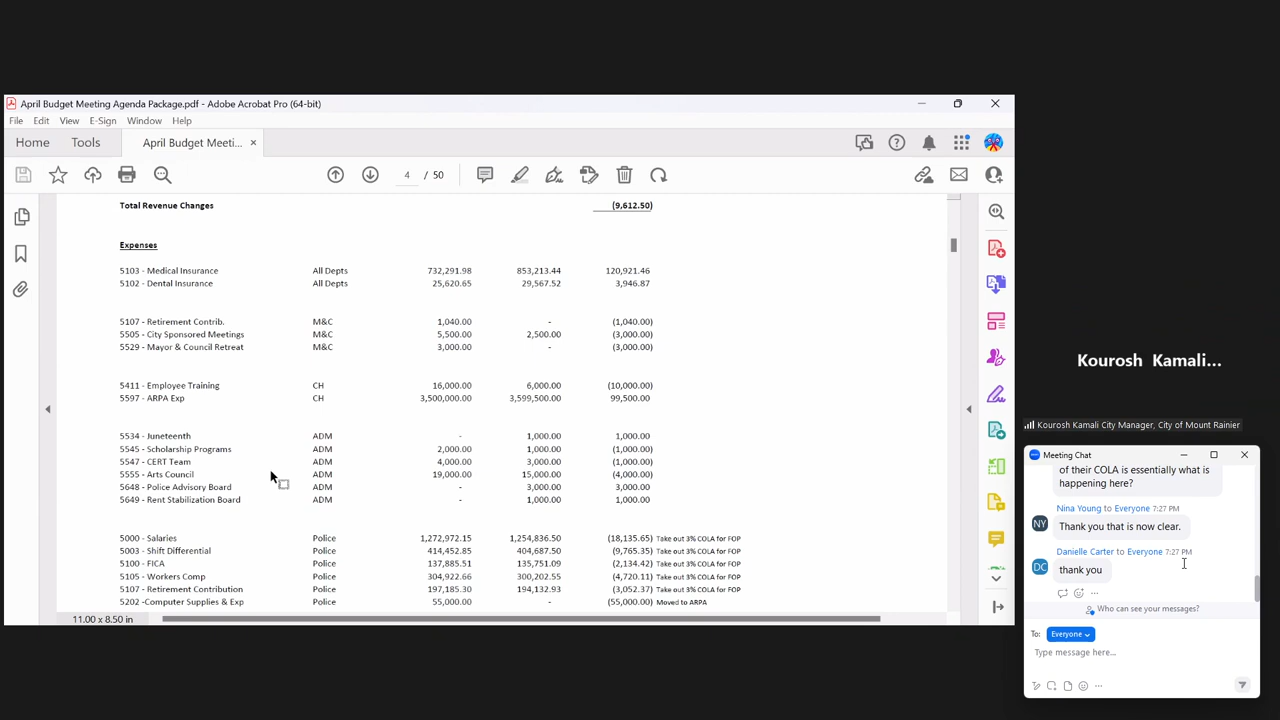 April Budget Meeting Agenda Package.pdf - Adobe Acrobat Pro (64-bit)
File Edit View E-Sign Window Help
Home Tools April Budget Meeti... ×
4 / 50
Total Revenue Changes (9,612.50)
Expenses
5103 - Medical Insurance All Depts 732,291.98 853,213.44 120,921.46
5102 - Dental Insurance All Depts 25,620.65 29,567.52 3,946.87
5107 - Retirement Contrib. M&C 1,040.00 - (1,040.00)
5505 - City Sponsored Meetings M&C 5,500.00 2,500.00 (3,000.00)
5529 - Mayor & Council Retreat M&C 3,000.00 - (3,000.00)
5411 - Employee Training CH 16,000.00 6,000.00 (10,000.00)
5597 - ARPA Exp CH 3,500,000.00 3,599,500.00 99,500.00
5534 - Juneteenth ADM - 1,000.00 1,000.00
5545 - Scholarship Programs ADM 2,000.00 1,000.00 (1,000.00)
5547 - CERT Team ADM 4,000.00 3,000.00 (1,000.00)
5555 - Arts Council ADM 19,000.00 15,000.00 (4,000.00)
5648 - Police Advisory Board ADM - 3,000.00 3,000.00
5649 - Rent Stabilization Board ADM - 1,000.00 1,000.00
5000 - Salaries Police 1,272,972.15 1,254,836.50 (18,135.65) Take out 3% COLA for FOP
5003 - Shift Differential Police 414,452.85 404,687.50 (9,765.35) Take out 3% COLA for FOP
5100 - FICA Police 137,885.51 135,751.09 (2,134.42) Take out 3% COLA for FOP
5105 - Workers Comp Police 304,922.66 300,202.55 (4,720.11) Take out 3% COLA for FOP
5107 - Retirement Contribution Police 197,185.30 194,132.93 (3,052.37) Take out 3% COLA for FOP
5202 -Computer Supplies & Exp Police 55,000.00 - (55,000.00) Moved to ARPA
11.00 x 8.50 in
Kourosh Kamali...
Kourosh Kamali City Manager, City of Mount Rainier
Meeting Chat
of their COLA is essentially what is
happening here?
Nina Young to Everyone 7:27 PM
NY Thank you that is now clear.
Danielle Carter to Everyone 7:27 PM
DC thank you
Who can see your messages?
To: Everyone
Type message here...